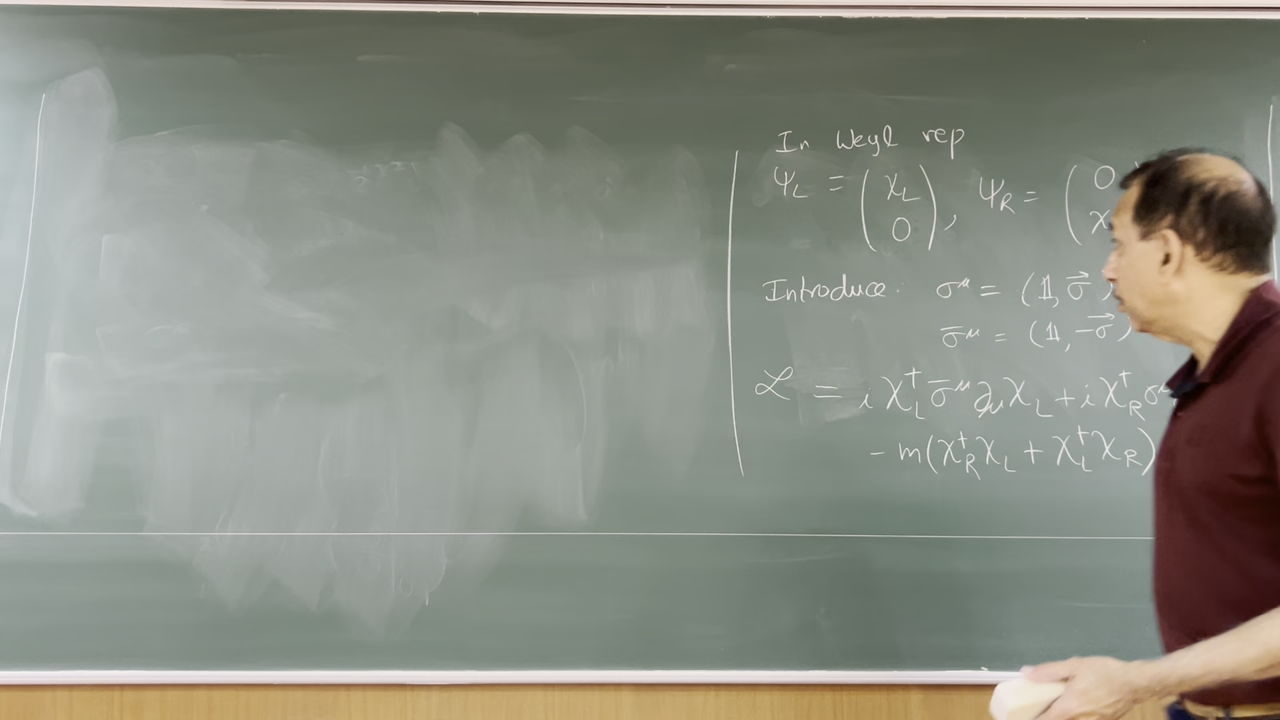 In Weyl rep
ψ_L = (χ_L 0), ψ_R = (0 χ
Introduce: σ^μ = (𝟙, σ⃗)
σ̄^μ = (𝟙, -σ⃗)
ℒ = i χ_L^† σ̄^μ ∂_μ χ_L + i χ_R^† σ^μ
- m(χ_R^† χ_L + χ_L^† χ_R)